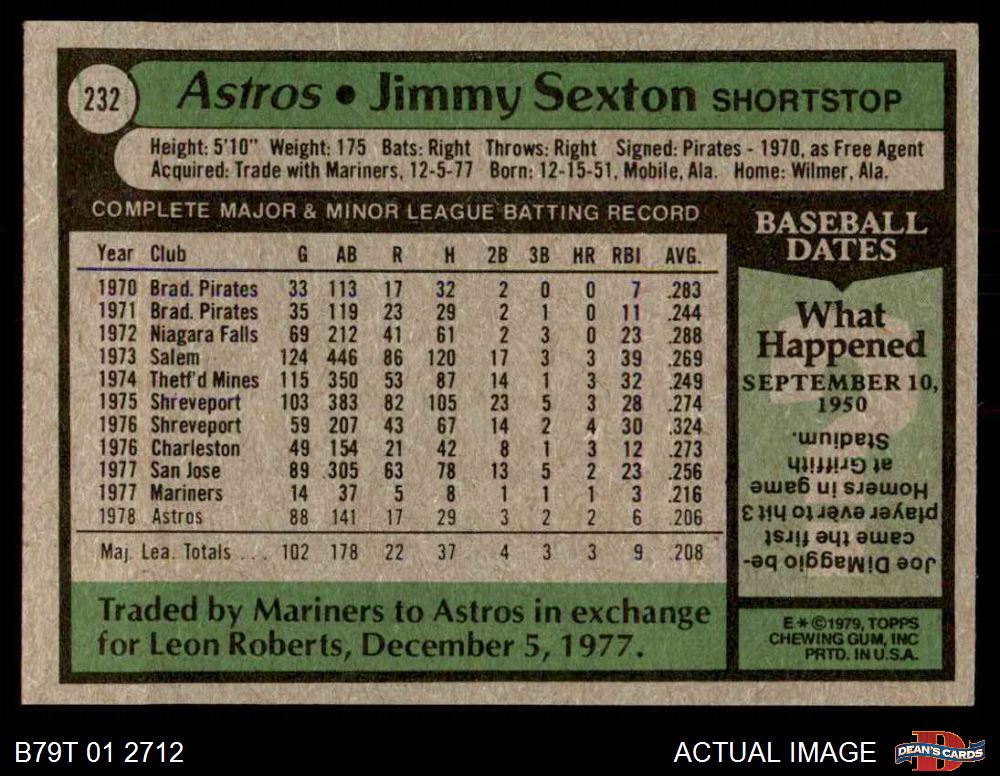 232
Astros • Jimmy Sexton SHORTSTOP
Height: 5'10" Weight: 175 Bats: Right Throws: Right Signed: Pirates - 1970, as Free Agent
Acquired: Trade with Mariners, 12-5-77 Born: 12-15-51, Mobile, Ala. Home: Wilmer, Ala.
COMPLETE MAJOR & MINOR LEAGUE BATTING RECORD
Year Club G AB R H 2B 3B HR RBI AVG.
1970 Brad. Pirates 33 113 17 32 2 0 0 7 .283
1971 Brad. Pirates 35 119 23 29 2 1 0 11 .244
1972 Niagara Falls 69 212 41 61 2 3 0 23 .288
1973 Salem 124 446 86 120 17 3 3 39 .269
1974 Thetf'd Mines 115 350 53 87 14 1 3 32 .249
1975 Shreveport 103 383 82 105 23 5 3 28 .274
1976 Shreveport 59 207 43 67 14 2 4 30 .324
1976 Charleston 49 154 21 42 8 1 3 12 .273
1977 San Jose 89 305 63 78 13 5 2 23 .256
1977 Mariners 14 37 5 8 1 1 1 3 .216
1978 Astros 88 141 17 29 3 2 2 6 .206
Maj. Lea. Totals ... 102 178 22 37 4 3 3 9 .208
Traded by Mariners to Astros in exchange
for Leon Roberts, December 5, 1977.
BASEBALL
DATES
What
Happened
SEPTEMBER 10,
1950
Joe DiMaggio be-
came the first
player ever to hit 3
Homers in game
at Griffith
Stadium.
E * © 1979, TOPPS
CHEWING GUM, INC
PRTD. IN U.S.A.
B79T 01 2712
ACTUAL IMAGE
DEAN'S CARDS